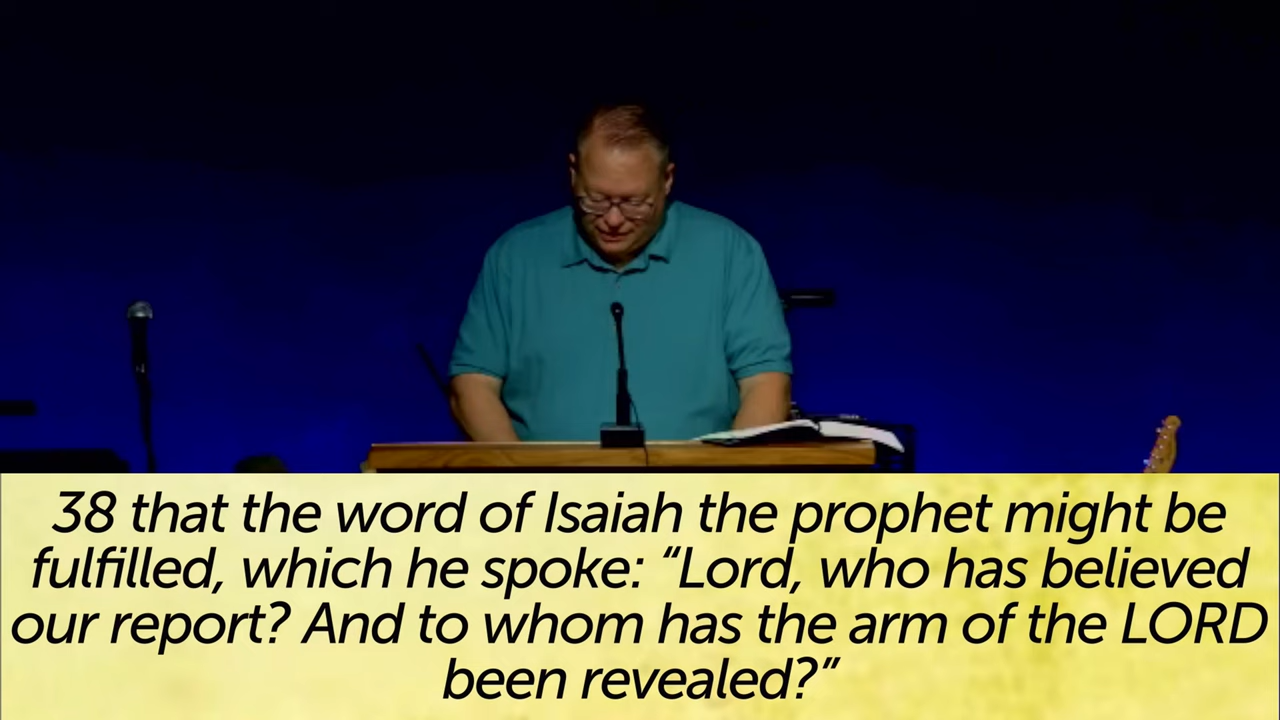 38 that the word of Isaiah the prophet might be
fulfilled, which he spoke: “Lord, who has believed
our report? And to whom has the arm of the LORD
been revealed?”